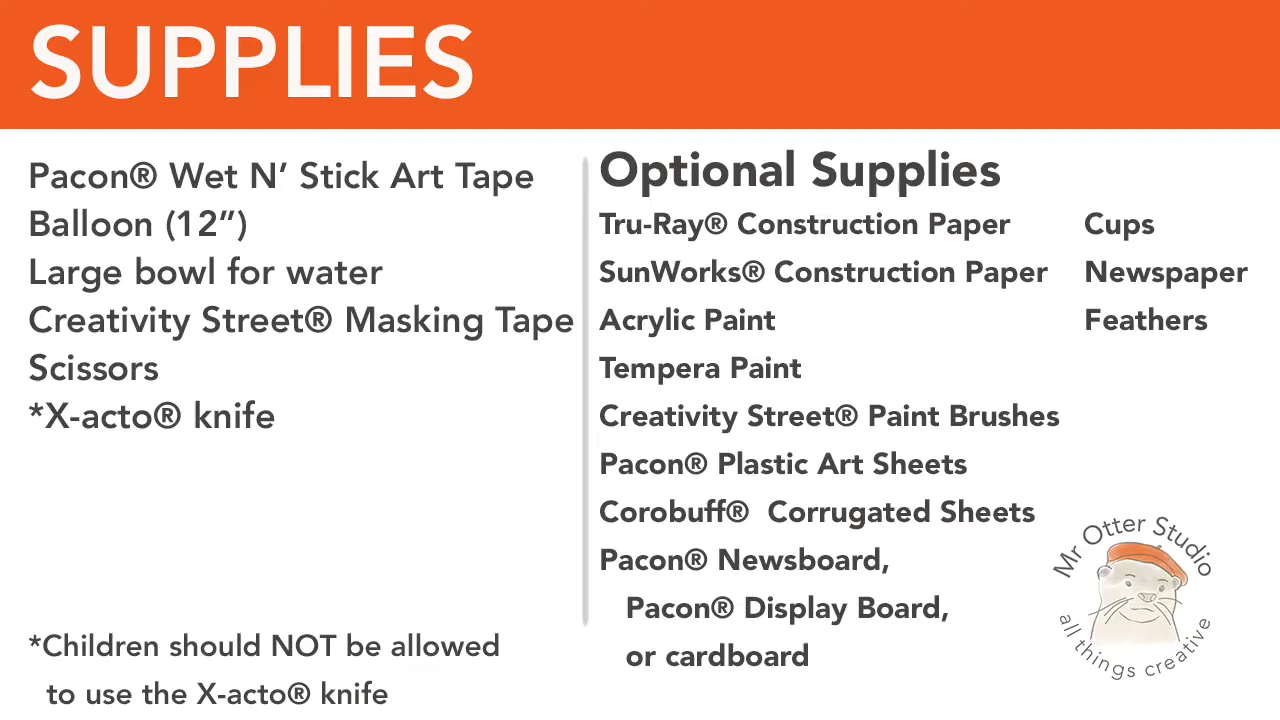 SUPPLIES
Pacon® Wet N’ Stick Art Tape
Balloon (12”)
Large bowl for water
Creativity Street® Masking Tape
Scissors
*X-acto® knife
*Children should NOT be allowed
to use the X-acto® knife
Optional Supplies
Tru-Ray® Construction Paper
SunWorks® Construction Paper
Acrylic Paint
Tempera Paint
Creativity Street® Paint Brushes
Pacon® Plastic Art Sheets
Corobuff® Corrugated Sheets
Pacon® Newsboard,
Pacon® Display Board,
or cardboard
Cups
Newspaper
Feathers
Mr Otter Studio
all things creative